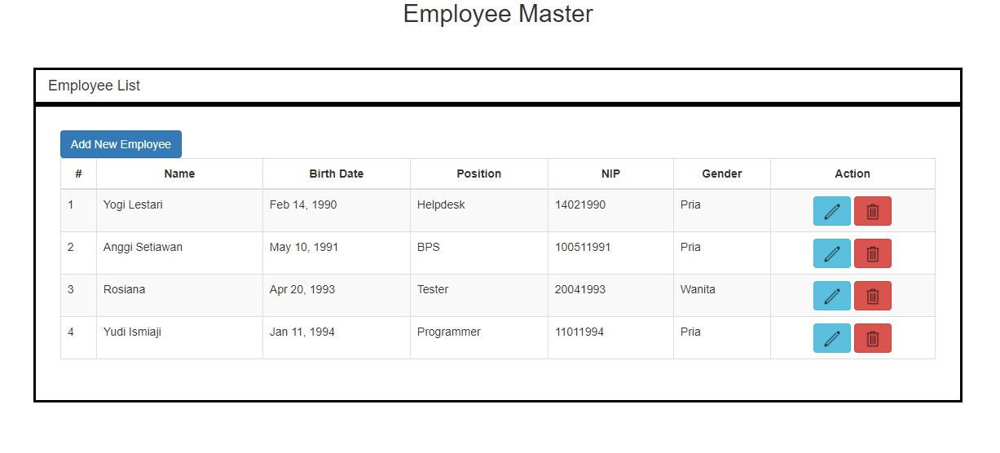 Employee Master
Employee List
Add New Employee
# Name Birth Date Position NIP Gender Action
1 Yogi Lestari Feb 14, 1990 Helpdesk 14021990 Pria
2 Anggi Setiawan May 10, 1991 BPS 100511991 Pria
3 Rosiana Apr 20, 1993 Tester 20041993 Wanita
4 Yudi Ismiaji Jan 11, 1994 Programmer 11011994 Pria